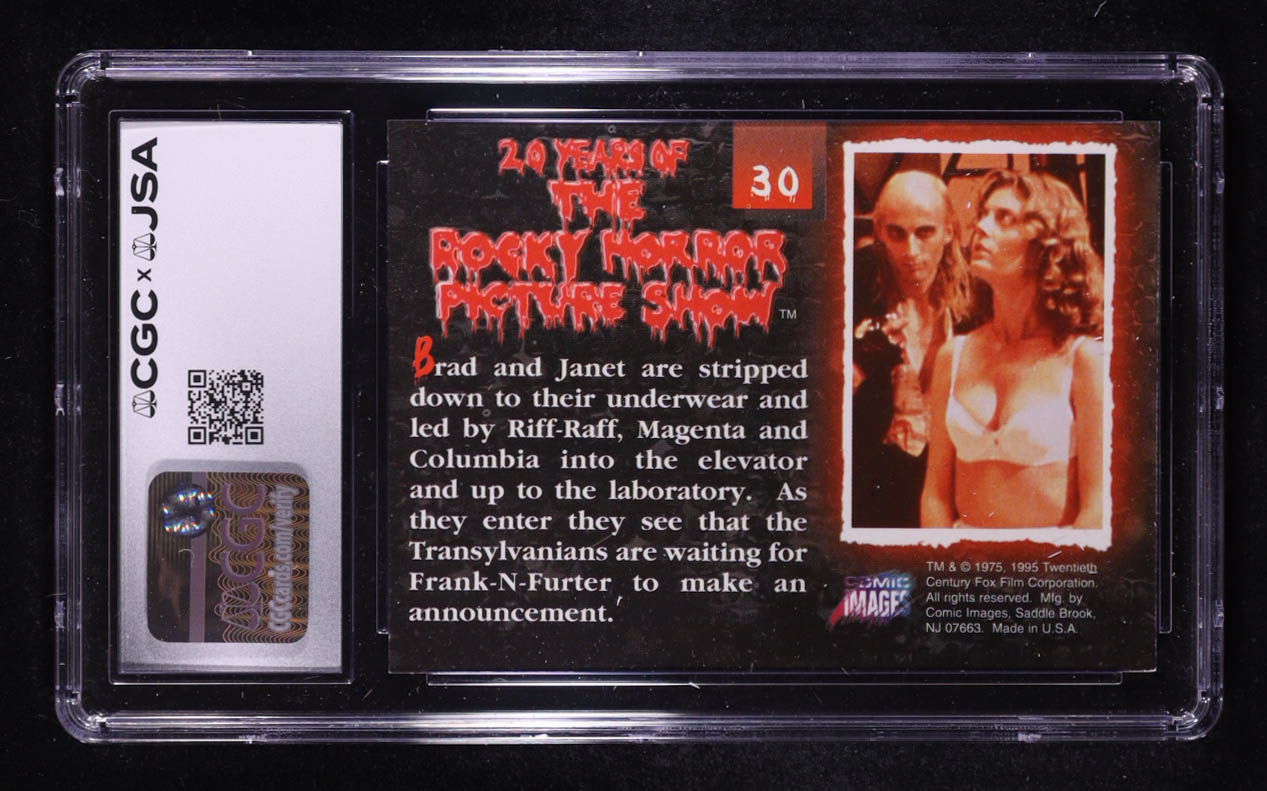 CGC x JSA
CGC
cgccards.com/verify
20 YEARS OF
THE
ROCKY HORROR
PICTURE SHOW™
30
Brad and Janet are stripped
down to their underwear and
led by Riff-Raff, Magenta and
Columbia into the elevator
and up to the laboratory. As
they enter they see that the
Transylvanians are waiting for
Frank-N-Furter to make an
announcement.
COMIC
IMAGES
TM & © 1975, 1995 Twentieth
Century Fox Film Corporation.
All rights reserved. Mfg. by
Comic Images, Saddle Brook,
NJ 07663. Made in U.S.A.